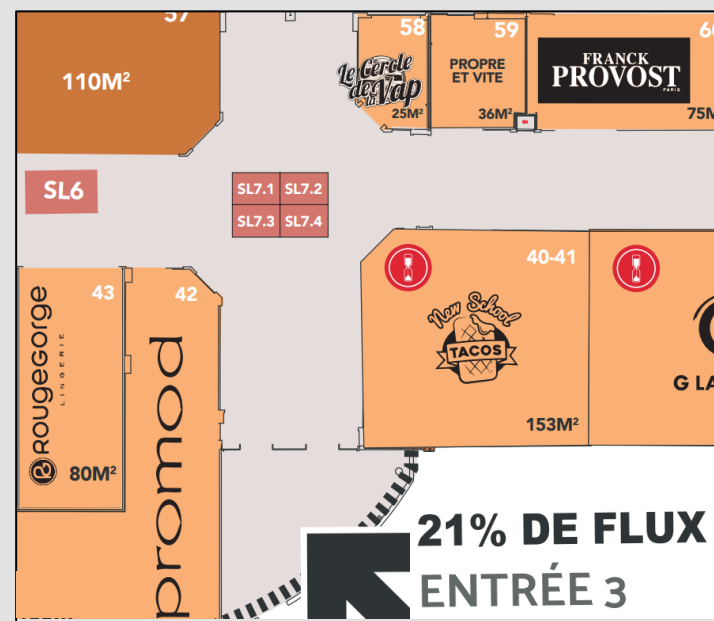 57
110M²
SL6
SL7.1 SL7.2
SL7.3 SL7.4
58
Le Cercle
de la Vap
25M²
59
PROPRE
ET VITE
36M²
FRANCK
PROVOST
PARIS
43
ROUGEGORGE
LINGERIE
80M²
42
promod
40-41
New School
TACOS
153M²
G LA
21% DE FLUX
ENTRÉE 3